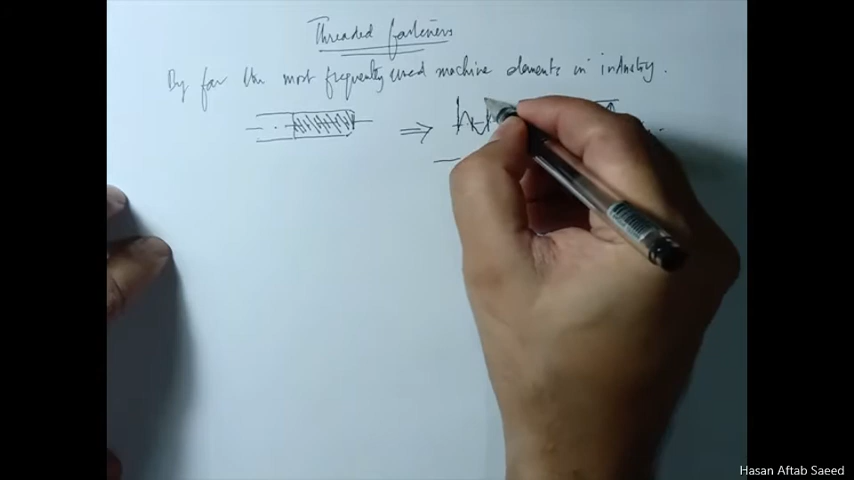 Threaded fasteners
By far the most frequently used machine elements in industry.
Hasan Aftab Saeed